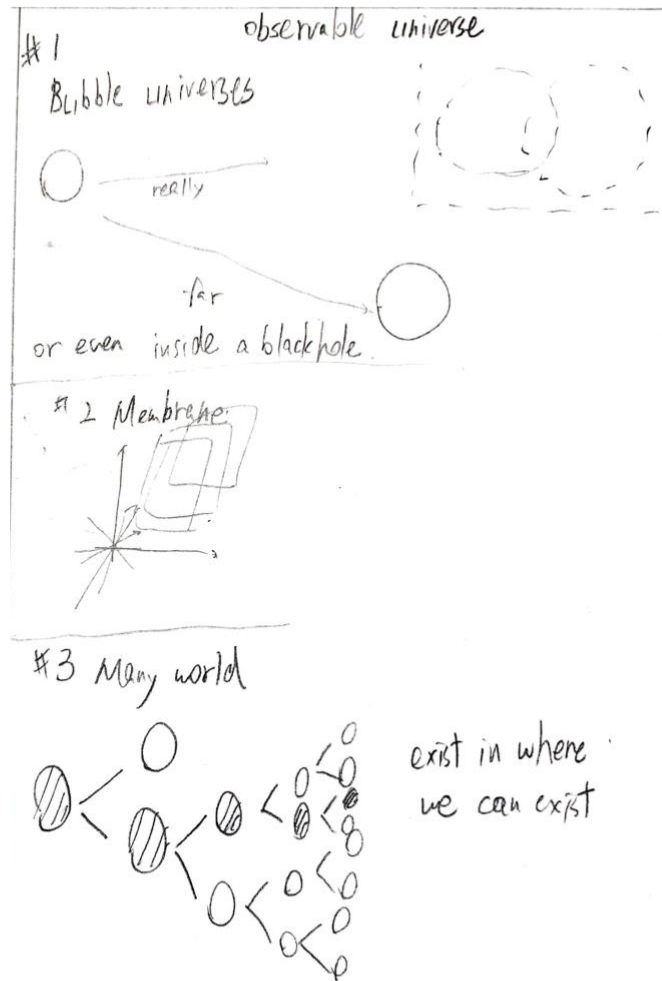 observable universe
#1
Bubble universes
really
far
or even inside a blackhole.
#2 Membrane.
#3 Many world
exist in where
we can exist